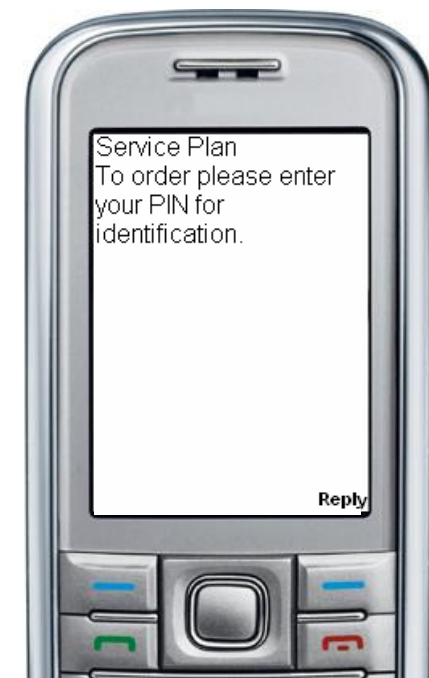 Service Plan
To order please enter
your PIN for
identification.
Reply